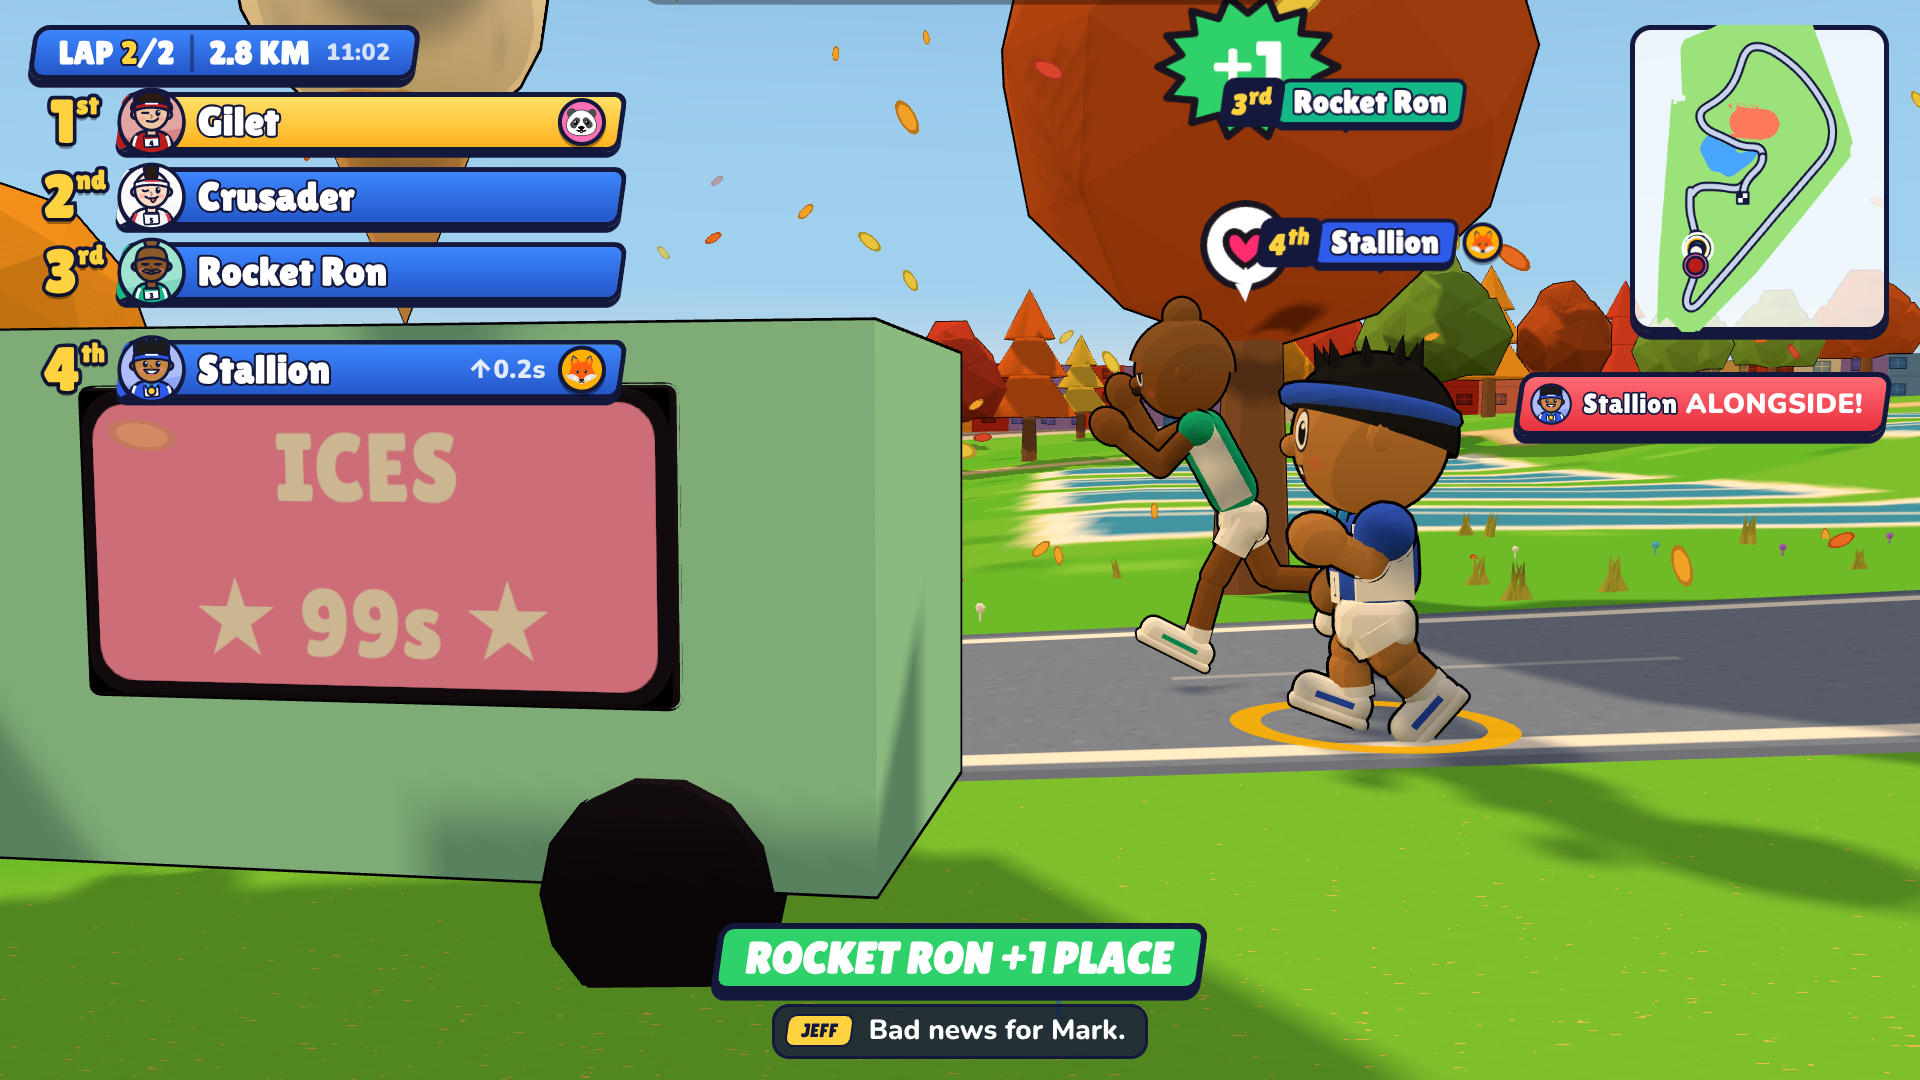 LAP 2/2 2.8 KM 11:02
1st Gilet
2nd Crusader
3rd Rocket Ron
4th Stallion ↑0.2s
+1
3rd Rocket Ron
4th Stallion
Stallion ALONGSIDE!
ICES
★ 99s ★
ROCKET RON +1 PLACE
JEFF Bad news for Mark.